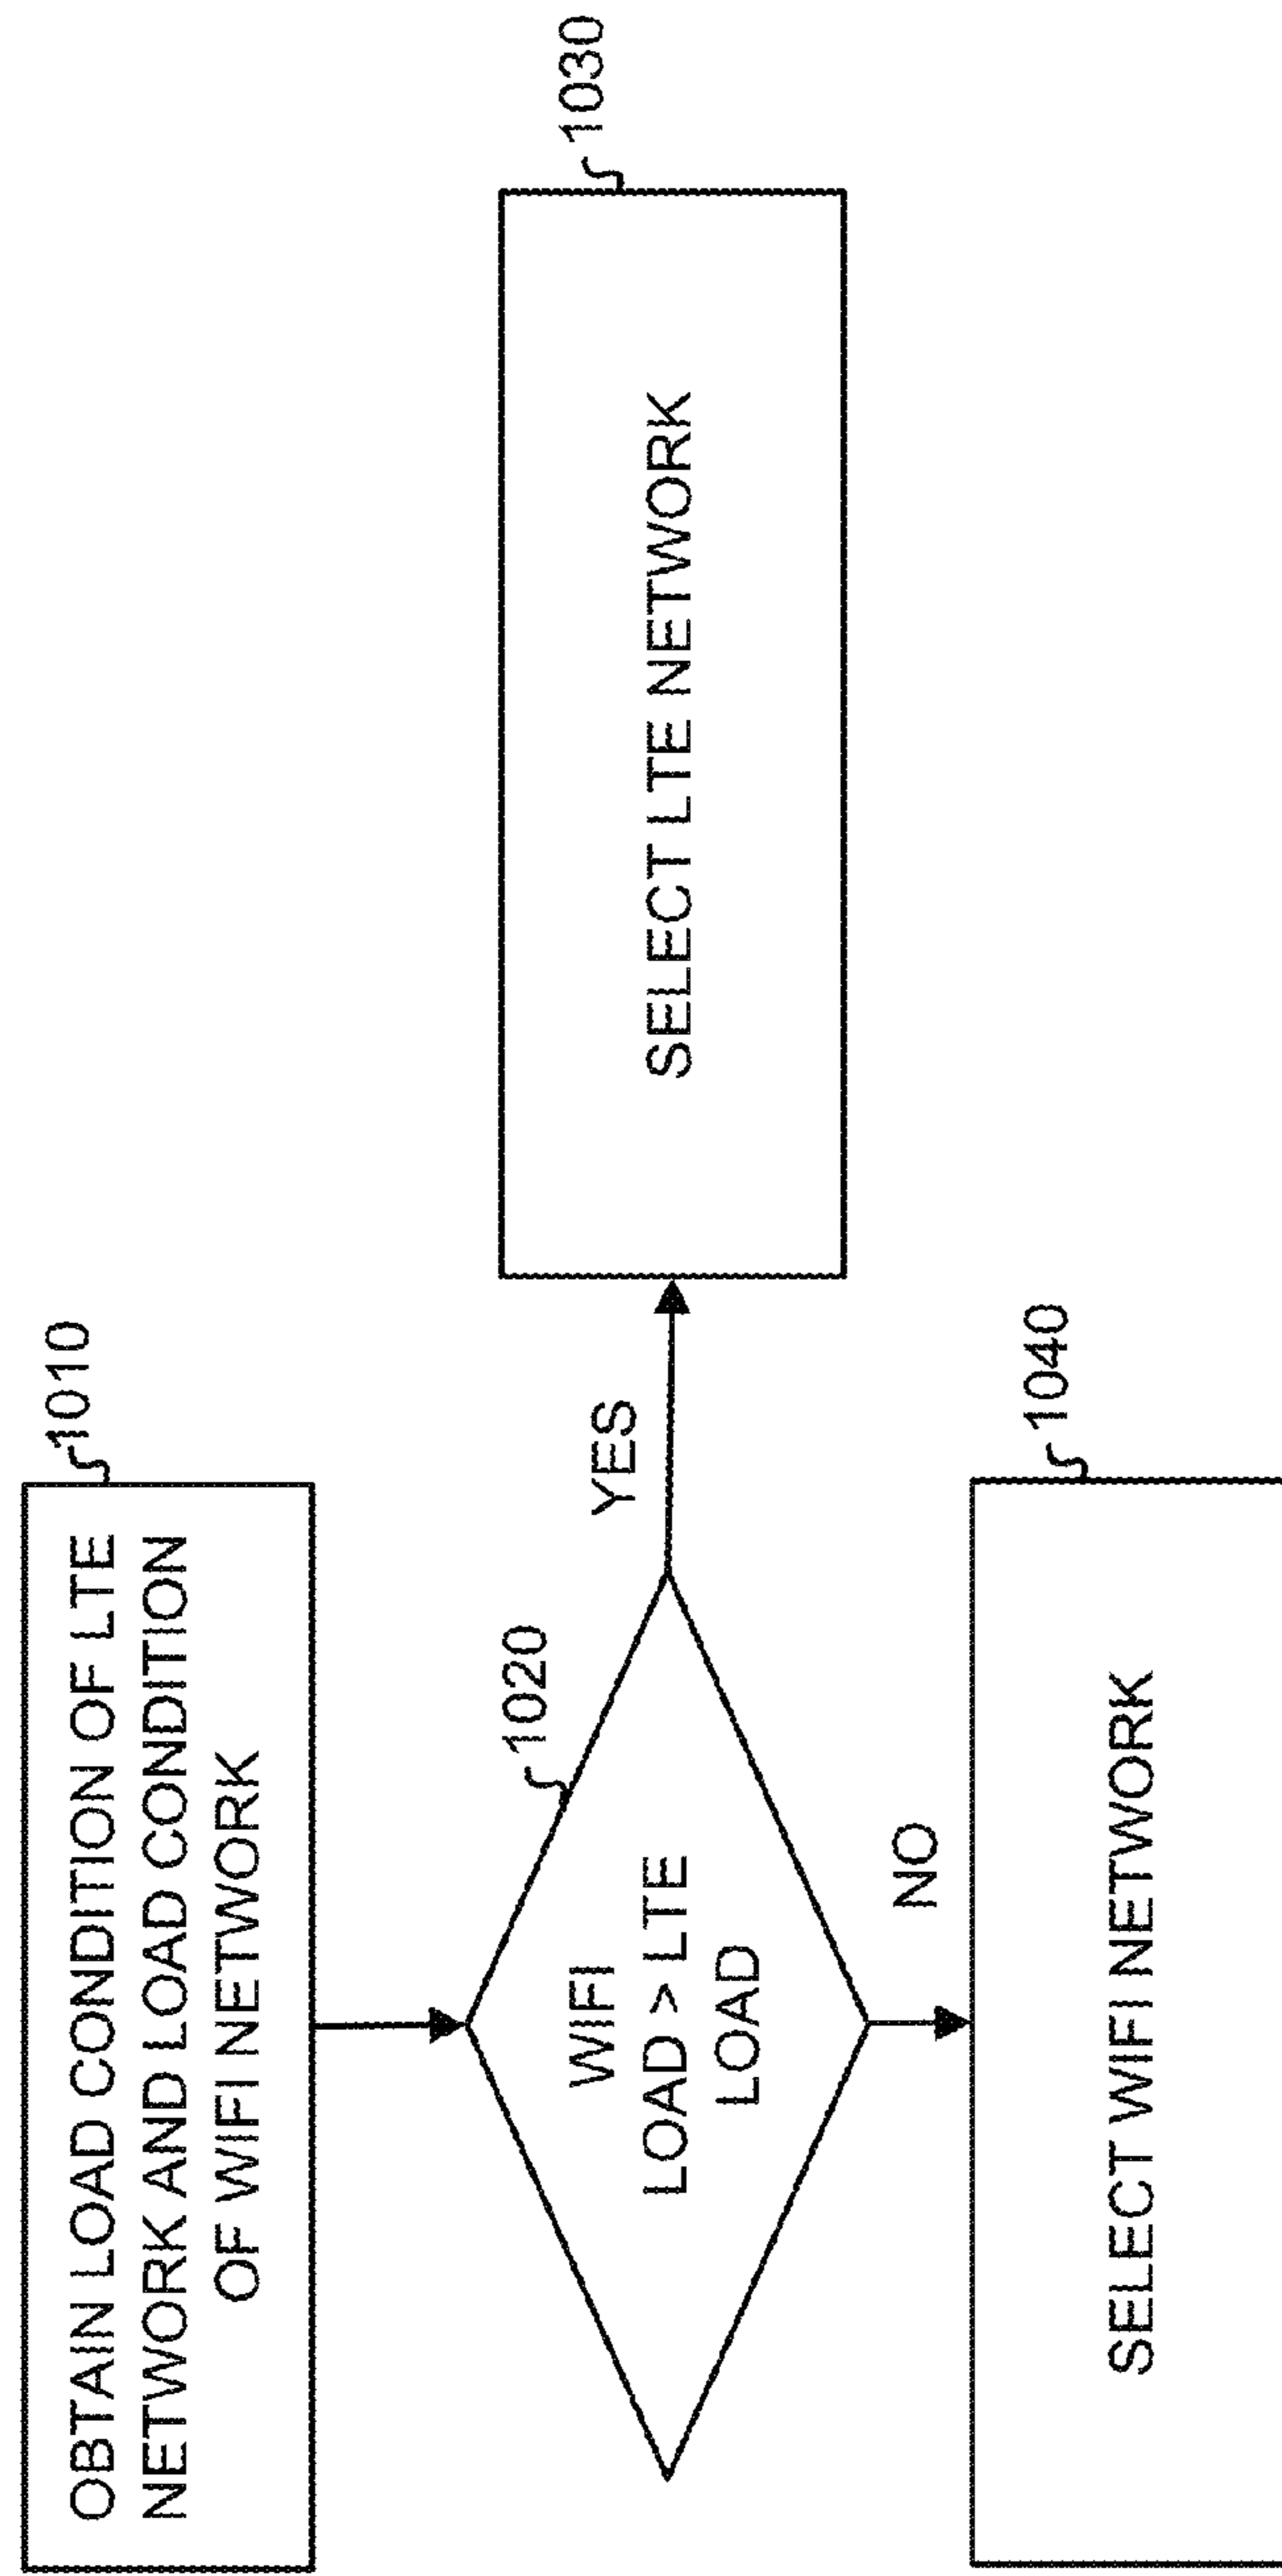 OBTAIN LOAD CONDITION OF LTE
NETWORK AND LOAD CONDITION
OF WIFI NETWORK
1010
WIFI
LOAD > LTE
LOAD
1020
YES
SELECT LTE NETWORK
1030
NO
SELECT WIFI NETWORK
1040